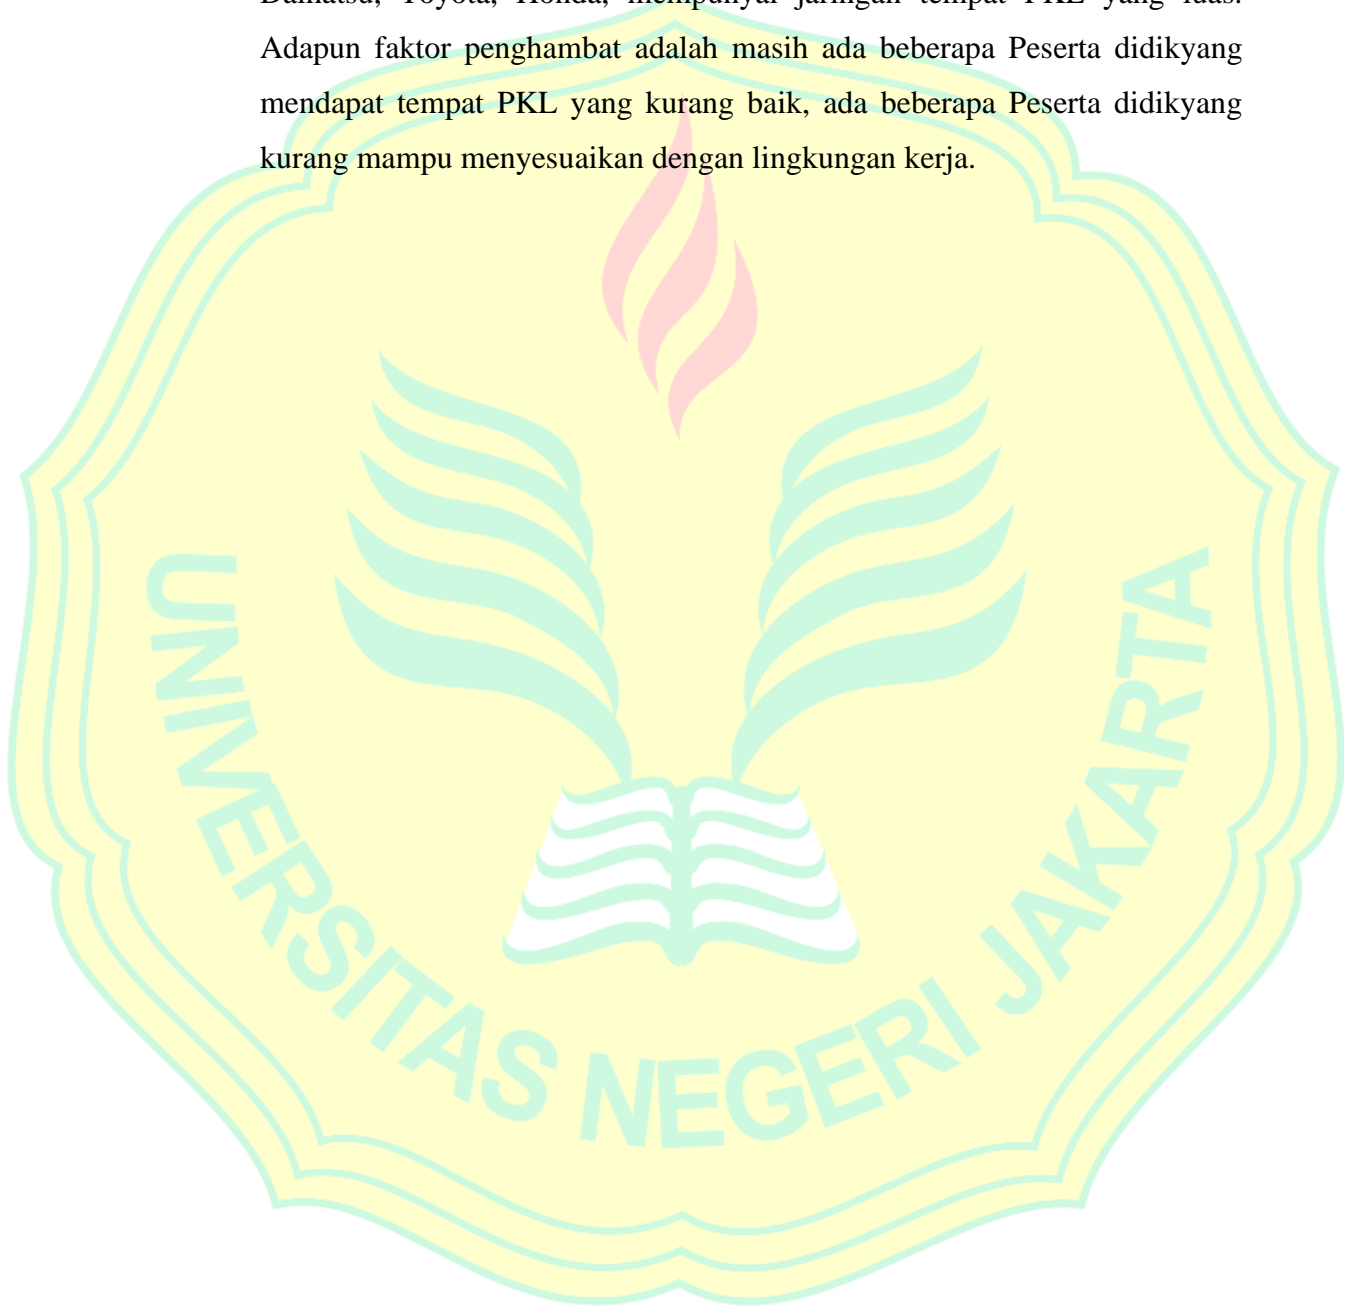 Daihatsu, Toyota, Honda, mempunyai jaringan tempat PKL yang luas.
Adapun faktor penghambat adalah masih ada beberapa Peserta didikyang
mendapat tempat PKL yang kurang baik, ada beberapa Peserta didikyang
kurang mampu menyesuaikan dengan lingkungan kerja.
UNIVERSITAS NEGERI JAKARTA